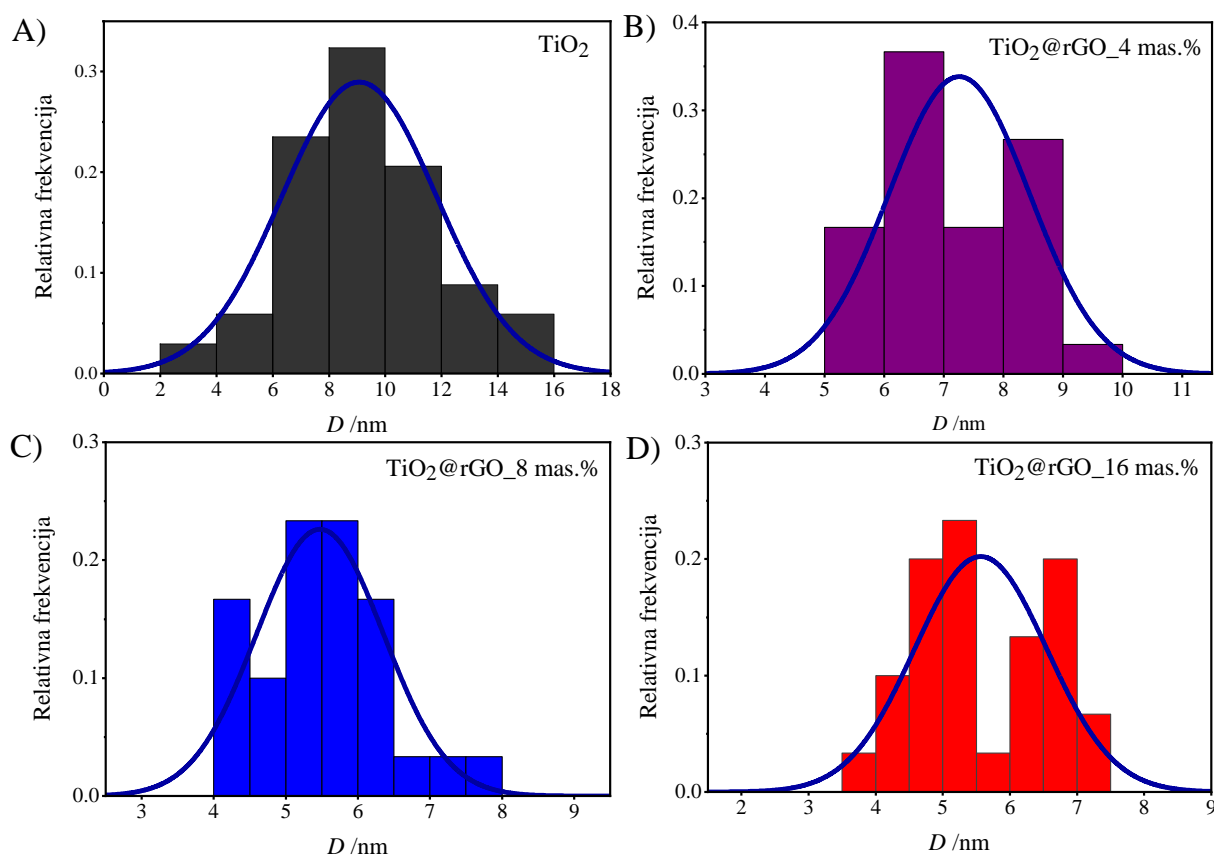 A)
TiO2
Relativna frekvencija
0.3
0.2
0.1
0.0
0 2 4 6 8 10 12 14 16 18
D /nm
B)
TiO2@rGO_4 mas.%
Relativna frekvencija
0.4
0.3
0.2
0.1
0.0
3 4 5 6 7 8 9 10 11
D /nm
C)
TiO2@rGO_8 mas.%
Relativna frekvencija
0.3
0.2
0.1
0.0
3 4 5 6 7 8 9
D /nm
D)
TiO2@rGO_16 mas.%
Relativna frekvencija
0.3
0.2
0.1
0.0
2 3 4 5 6 7 8 9
D /nm